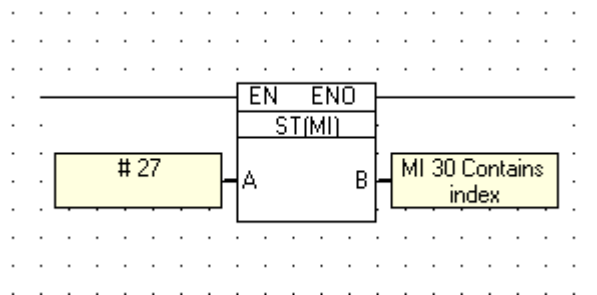 EN ENO
ST(MI)
# 27
A B
MI 30 Contains
index